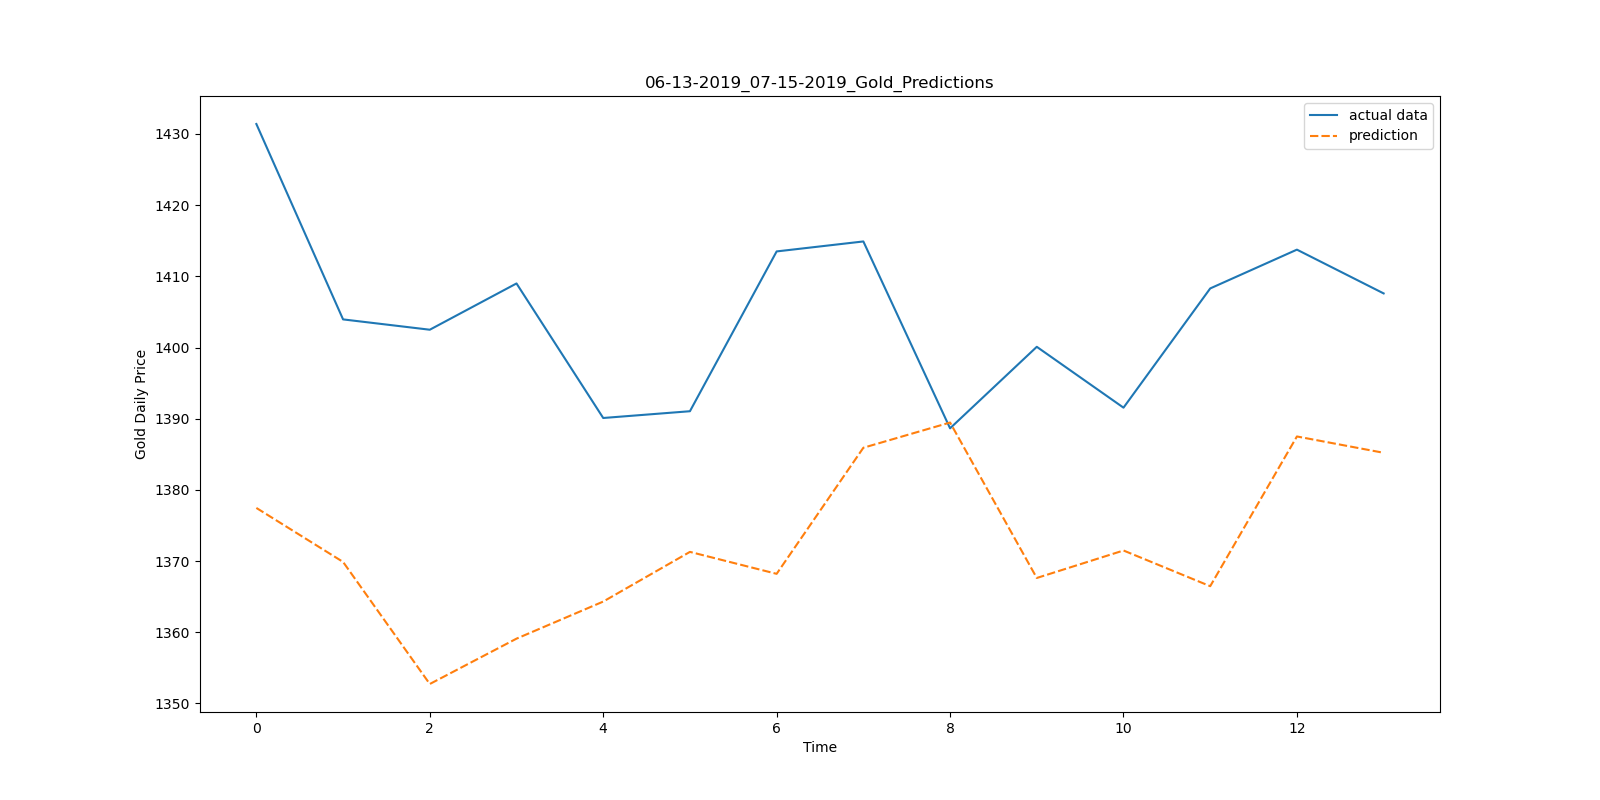 06-13-2019_07-15-2019_Gold_Predictions
actual data
prediction
Gold Daily Price
1430
1420
1410
1400
1390
1380
1370
1360
1350
0 2 4 6 8 10 12
Time